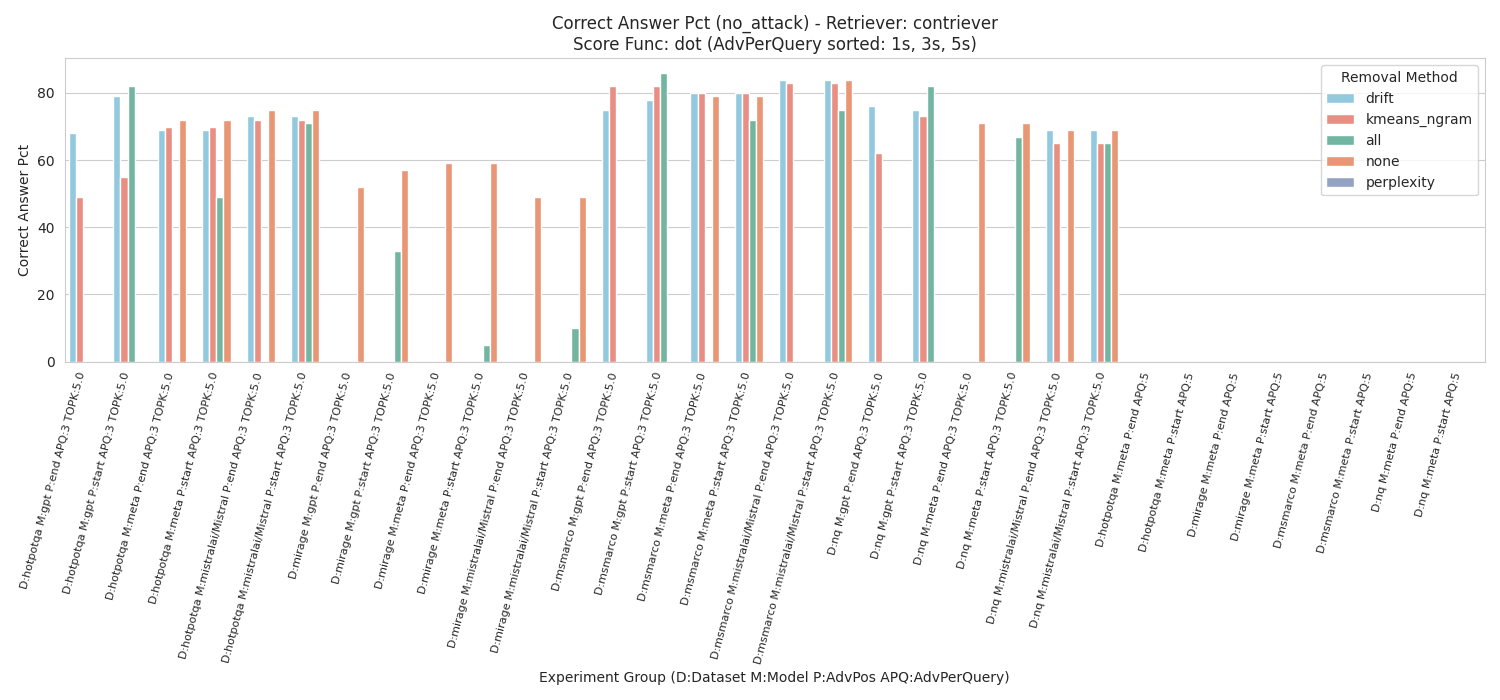 Correct Answer Pct (no_attack) - Retriever: contriever
Score Func: dot (AdvPerQuery sorted: 1s, 3s, 5s)
Correct Answer Pct
80
60
40
20
0
Removal Method
drift
kmeans_ngram
all
none
perplexity
D:hotpotqa M:gpt P:end APQ:3 TOPK:5.0
D:hotpotqa M:gpt P:start APQ:3 TOPK:5.0
D:hotpotqa M:meta P:end APQ:3 TOPK:5.0
D:hotpotqa M:meta P:start APQ:3 TOPK:5.0
D:hotpotqa M:mistralai/Mistral P:end APQ:3 TOPK:5.0
D:hotpotqa M:mistralai/Mistral P:start APQ:3 TOPK:5.0
D:mirage M:gpt P:end APQ:3 TOPK:5.0
D:mirage M:gpt P:start APQ:3 TOPK:5.0
D:mirage M:meta P:end APQ:3 TOPK:5.0
D:mirage M:meta P:start APQ:3 TOPK:5.0
D:mirage M:mistralai/Mistral P:end APQ:3 TOPK:5.0
D:mirage M:mistralai/Mistral P:start APQ:3 TOPK:5.0
D:msmarco M:gpt P:end APQ:3 TOPK:5.0
D:msmarco M:gpt P:start APQ:3 TOPK:5.0
D:msmarco M:meta P:end APQ:3 TOPK:5.0
D:msmarco M:meta P:start APQ:3 TOPK:5.0
D:msmarco M:mistralai/Mistral P:end APQ:3 TOPK:5.0
D:msmarco M:mistralai/Mistral P:start APQ:3 TOPK:5.0
D:nq M:gpt P:end APQ:3 TOPK:5.0
D:nq M:gpt P:start APQ:3 TOPK:5.0
D:nq M:meta P:end APQ:3 TOPK:5.0
D:nq M:meta P:start APQ:3 TOPK:5.0
D:nq M:mistralai/Mistral P:end APQ:3 TOPK:5.0
D:nq M:mistralai/Mistral P:start APQ:3 TOPK:5.0
D:hotpotqa M:meta P:end APQ:5
D:hotpotqa M:meta P:start APQ:5
D:mirage M:meta P:end APQ:5
D:mirage M:meta P:start APQ:5
D:msmarco M:meta P:end APQ:5
D:msmarco M:meta P:start APQ:5
D:nq M:meta P:end APQ:5
D:nq M:meta P:start APQ:5
Experiment Group (D:Dataset M:Model P:AdvPos APQ:AdvPerQuery)